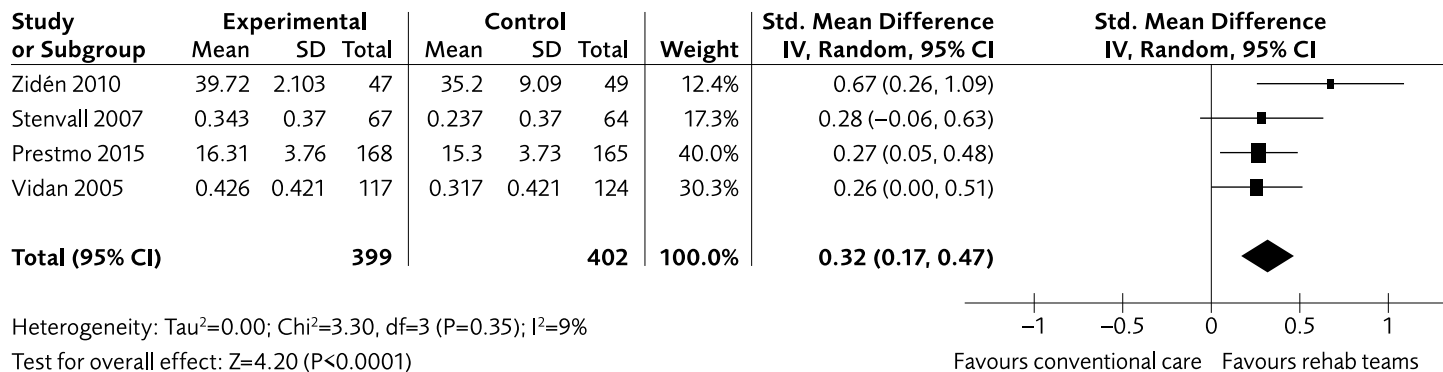 Study Experimental Control Std. Mean Difference Std. Mean Difference
or Subgroup Mean SD Total Mean SD Total Weight IV, Random, 95% CI IV, Random, 95% CI
Zidén 2010 39.72 2.103 47 35.2 9.09 49 12.4% 0.67 (0.26, 1.09)
Stenvall 2007 0.343 0.37 67 0.237 0.37 64 17.3% 0.28 (−0.06, 0.63)
Prestmo 2015 16.31 3.76 168 15.3 3.73 165 40.0% 0.27 (0.05, 0.48)
Vidan 2005 0.426 0.421 117 0.317 0.421 124 30.3% 0.26 (0.00, 0.51)
Total (95% CI) 399 402 100.0% 0.32 (0.17, 0.47)
Heterogeneity: Tau²=0.00; Chi²=3.30, df=3 (P=0.35); I²=9%
−1 −0.5 0 0.5 1
Test for overall effect: Z=4.20 (P<0.0001)
Favours conventional care Favours rehab teams